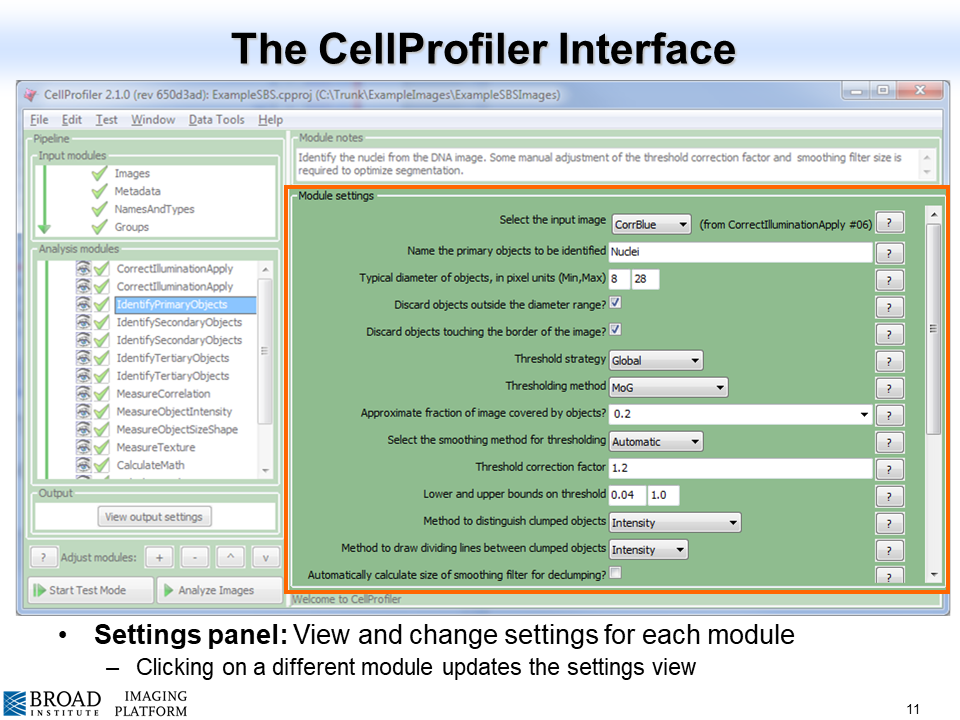 The CellProfiler Interface
CellProfiler 2.1.0 (rev 650d3ad): ExampleSBS.cpproj (C:\Trunk\ExampleImages\ExampleSBSImages)
File Edit Test Window Data Tools Help
Pipeline
Input modules
Images
Metadata
NamesAndTypes
Groups
Analysis modules
CorrectIlluminationApply
CorrectIlluminationApply
IdentifyPrimaryObjects
IdentifySecondaryObjects
IdentifySecondaryObjects
IdentifyTertiaryObjects
IdentifyTertiaryObjects
MeasureCorrelation
MeasureObjectIntensity
MeasureObjectSizeShape
MeasureTexture
CalculateMath
Output
View output settings
? Adjust modules: + - ^ v
Start Test Mode Analyze Images
Module notes
Identify the nuclei from the DNA image. Some manual adjustment of the threshold correction factor and smoothing filter size is
required to optimize segmentation.
Module settings
Select the input image CorrBlue (from CorrectIlluminationApply #06) ?
Name the primary objects to be identified Nuclei ?
Typical diameter of objects, in pixel units (Min,Max) 8 28 ?
Discard objects outside the diameter range? ?
Discard objects touching the border of the image? ?
Threshold strategy Global ?
Thresholding method MoG ?
Approximate fraction of image covered by objects? 0.2 ?
Select the smoothing method for thresholding Automatic ?
Threshold correction factor 1.2 ?
Lower and upper bounds on threshold 0.04 1.0 ?
Method to distinguish clumped objects Intensity ?
Method to draw dividing lines between clumped objects Intensity ?
Automatically calculate size of smoothing filter for declumping? ?
Welcome to CellProfiler
• Settings panel: View and change settings for each module
– Clicking on a different module updates the settings view
BROAD
INSTITUTE
IMAGING
PLATFORM
11